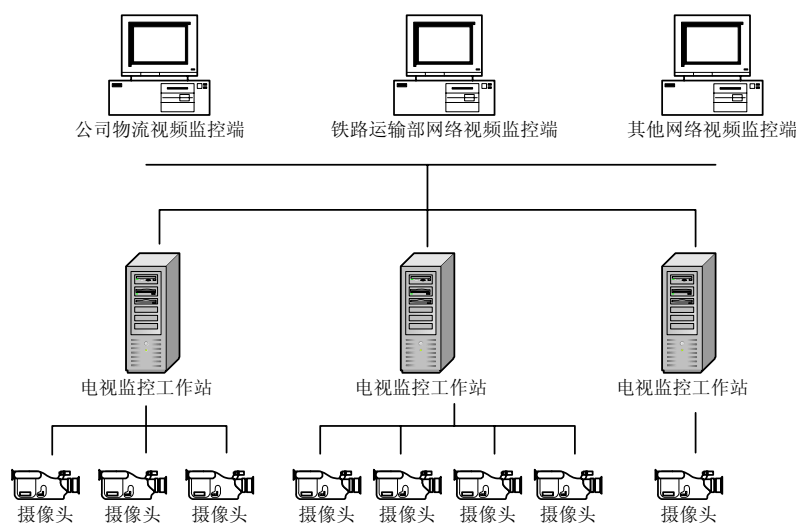 公司物流视频监控端
铁路运输部网络视频监控端
其他网络视频监控端
电视监控工作站
电视监控工作站
电视监控工作站
摄像头
摄像头
摄像头
摄像头
摄像头
摄像头
摄像头
摄像头